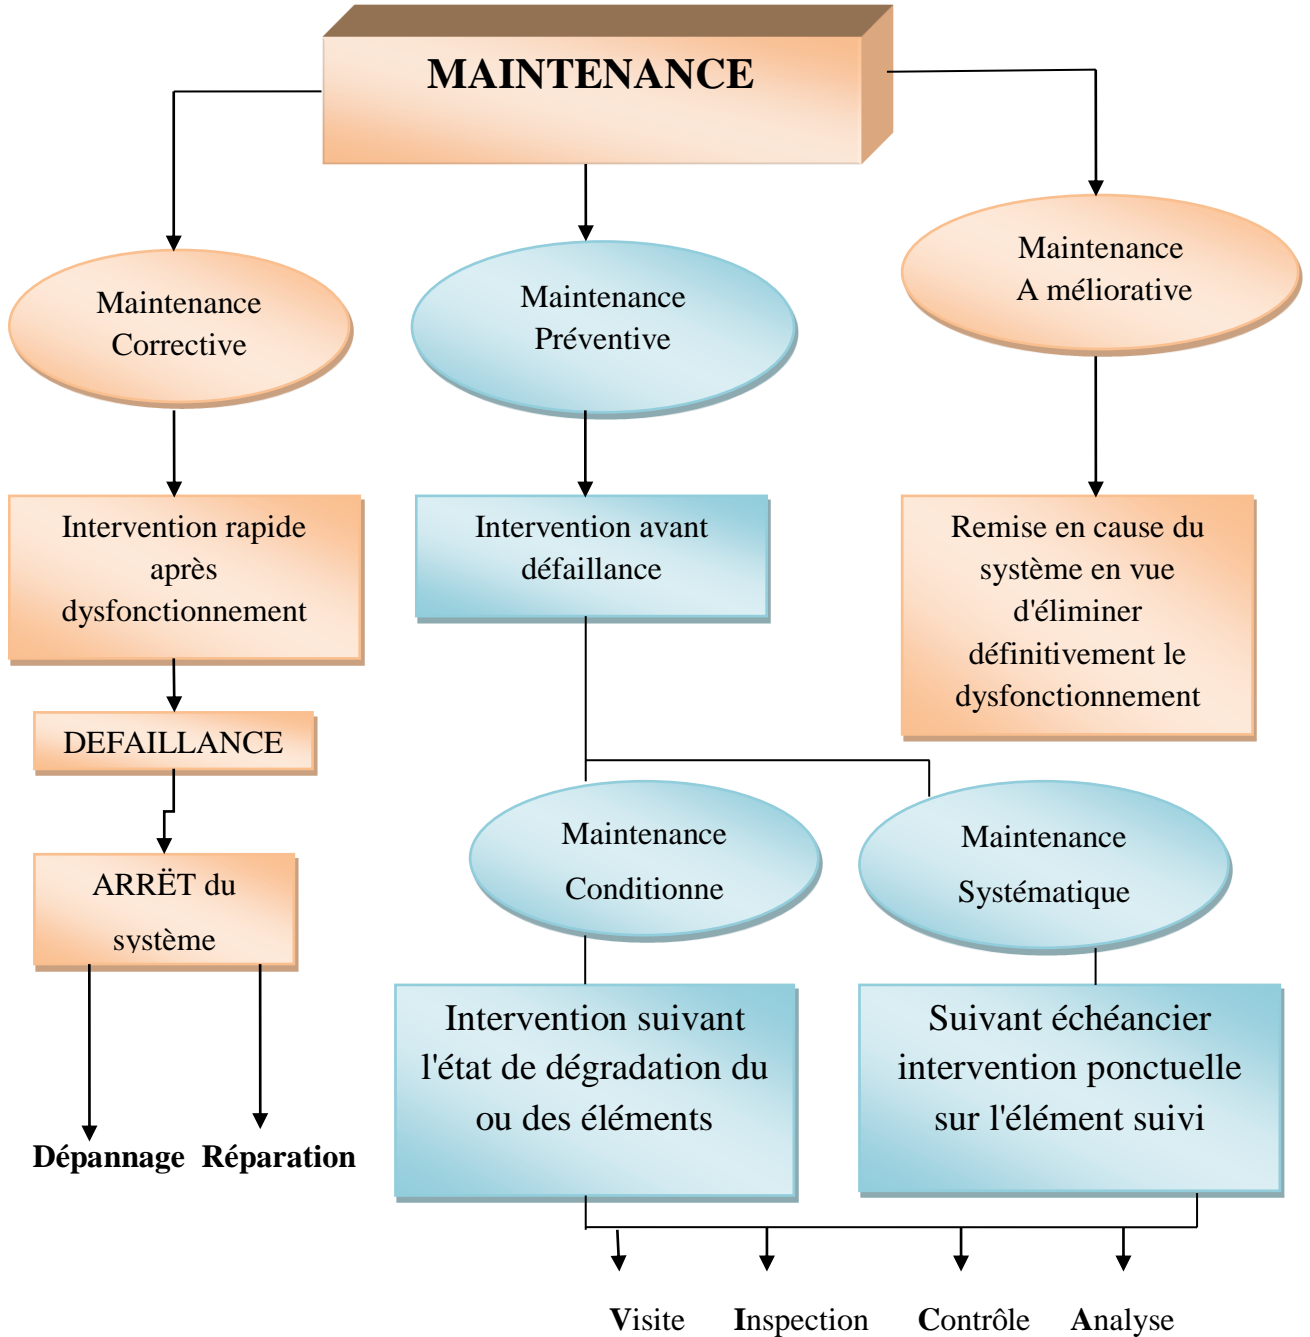 MAINTENANCE
Maintenance
Corrective
Maintenance
Préventive
Maintenance
A méliorative
Intervention rapide
après
dysfonctionnement
Intervention avant
défaillance
Remise en cause du
système en vue
d'éliminer
définitivement le
dysfonctionnement
DEFAILLANCE
ARRËT du
système
Dépannage
Réparation
Maintenance
Conditionne
Maintenance
Systématique
Intervention suivant
l'état de dégradation du
ou des éléments
Suivant échéancier
intervention ponctuelle
sur l'élément suivi
Visite
Inspection
Contrôle
Analyse